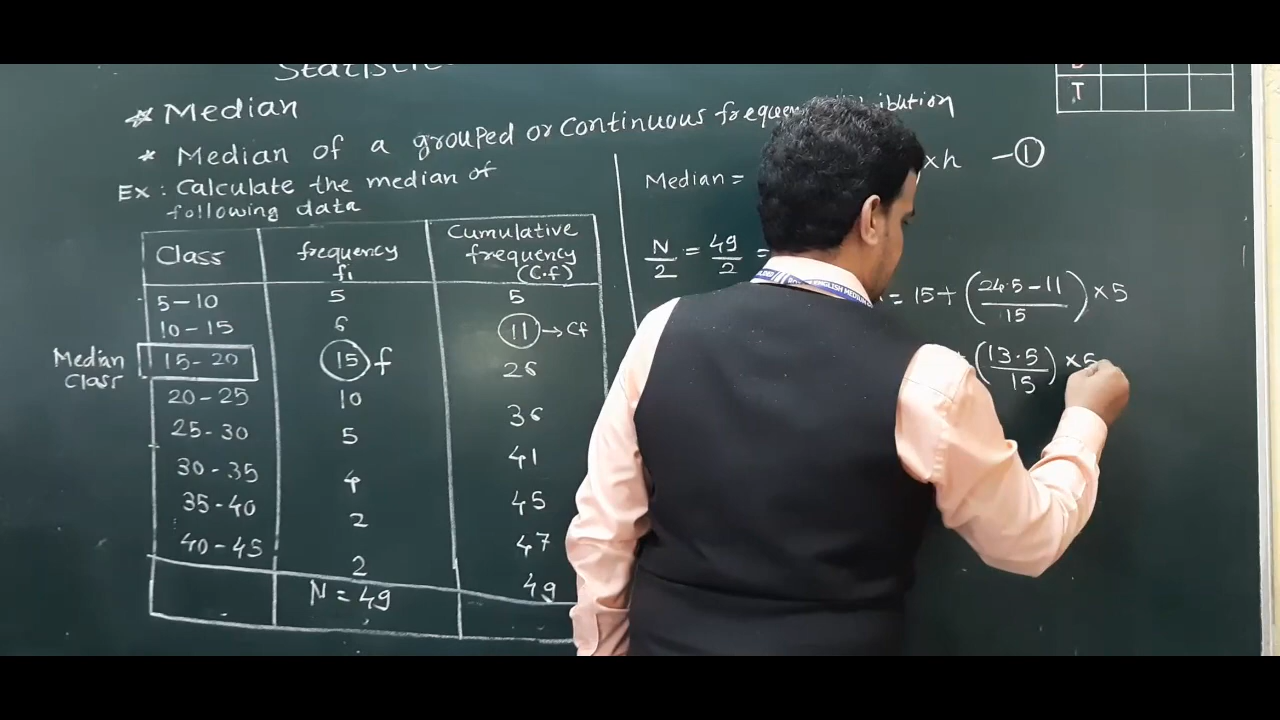 Statistic
* Median
* Median of a grouped or continuous
Ex : Calculate the median of
following data
Class frequency fi Cumulative frequency (C.f)
5-10 5 5
10-15 6 11 → Cf
Median Class 15-20 15 f 26
20-25 10 36
25-30 5 41
30-35 4 45
35-40 2 47
40-45 2 49
N = 49
Median = ×h -①
N/2 = 49/2 =
= 15+ (24.5-11/15) ×5
(13.5/15) ×5
ENGLISH MEDIUM
T